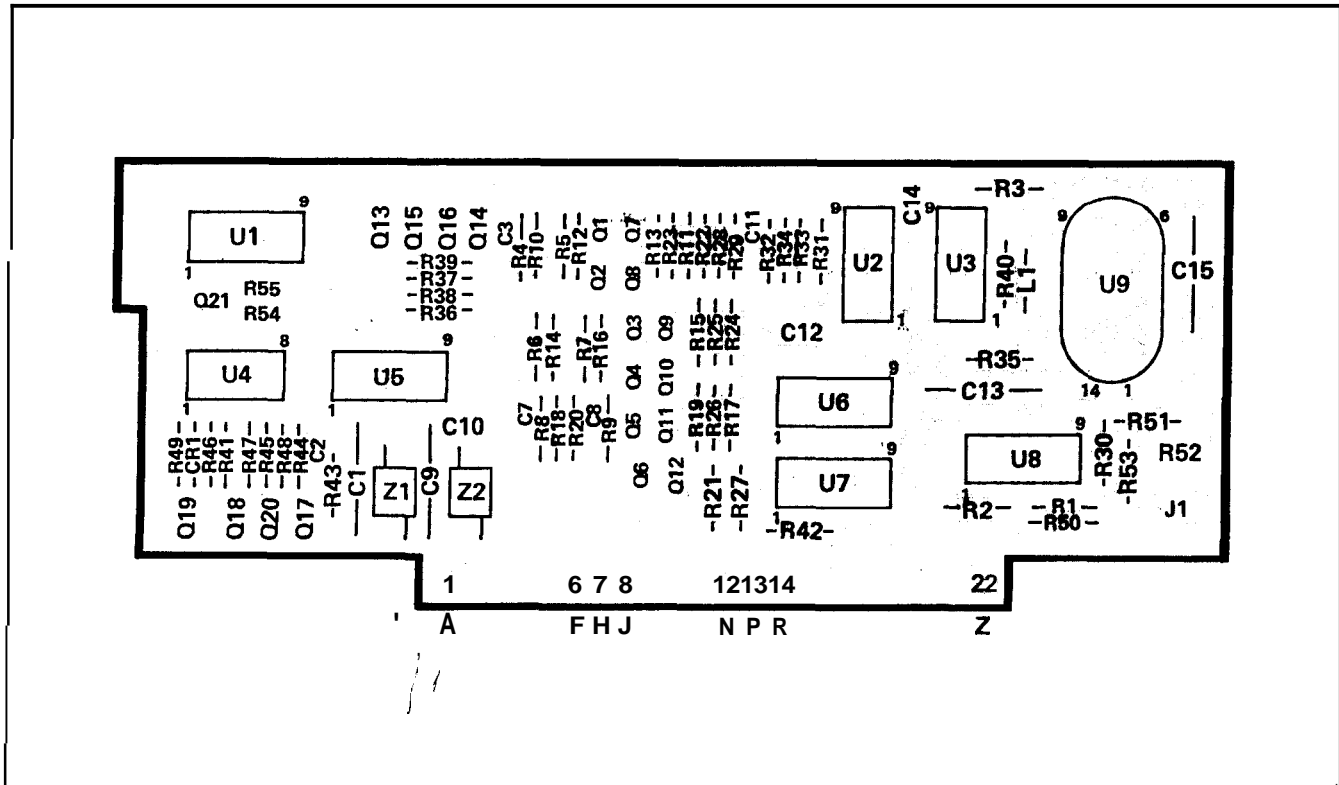 -R3-
9
U1
1
Q13
Q15
Q16
Q14
-R39-
-R37-
-R38-
-R36-
C3
-R4-
-R10-
-R5-
-R12-
Q1
Q2
Q7
Q8
-R13-
-R23-
-R11-
-R22-
-R28-
-R29-
C11
-R32-
-R34-
-R33-
-R31-
9
U2
1
C14
9
U3
1
-R40-
-L1-
9
6
U9
14
1
C15
Q21
R55
R54
8
U4
1
9
U5
1
-R6-
-R14-
-R7-
-R16-
Q3
Q4
Q9
Q10
-R15-
-R25-
-R24-
C12
-R35-
-C13-
9
U6
1
C7
-R8-
-R18-
-R20-
C8
-R9-
Q5
Q11
-R19-
-R26-
-R17-
C10
-R49-
-CR1-
-R46-
-R41-
-R47-
-R45-
-R48-
-R44-
C2
-R43-
C1
Z1
C9
Z2
Q6
Q12
-R21-
-R27-
9
U7
1
-R42-
9
U8
1
-R30-
-R51-
-R53-
R52
Q19
Q18
Q20
Q17
-R2-
-R1-
-R50-
J1
1 6 7 8 12 13 14 22
A F H J N P R Z